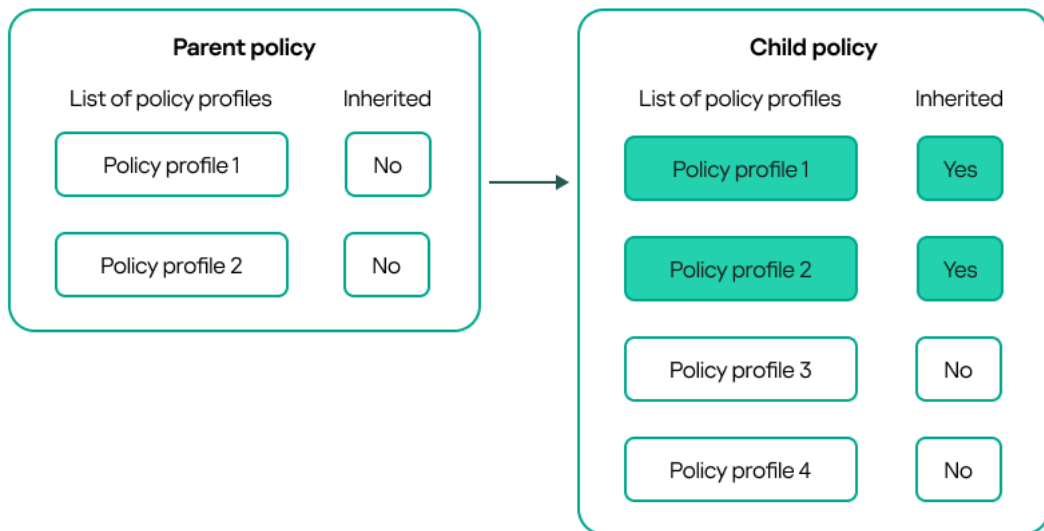 Parent policy
List of policy profiles Inherited
Policy profile 1 No
Policy profile 2 No
Child policy
List of policy profiles Inherited
Policy profile 1 Yes
Policy profile 2 Yes
Policy profile 3 No
Policy profile 4 No